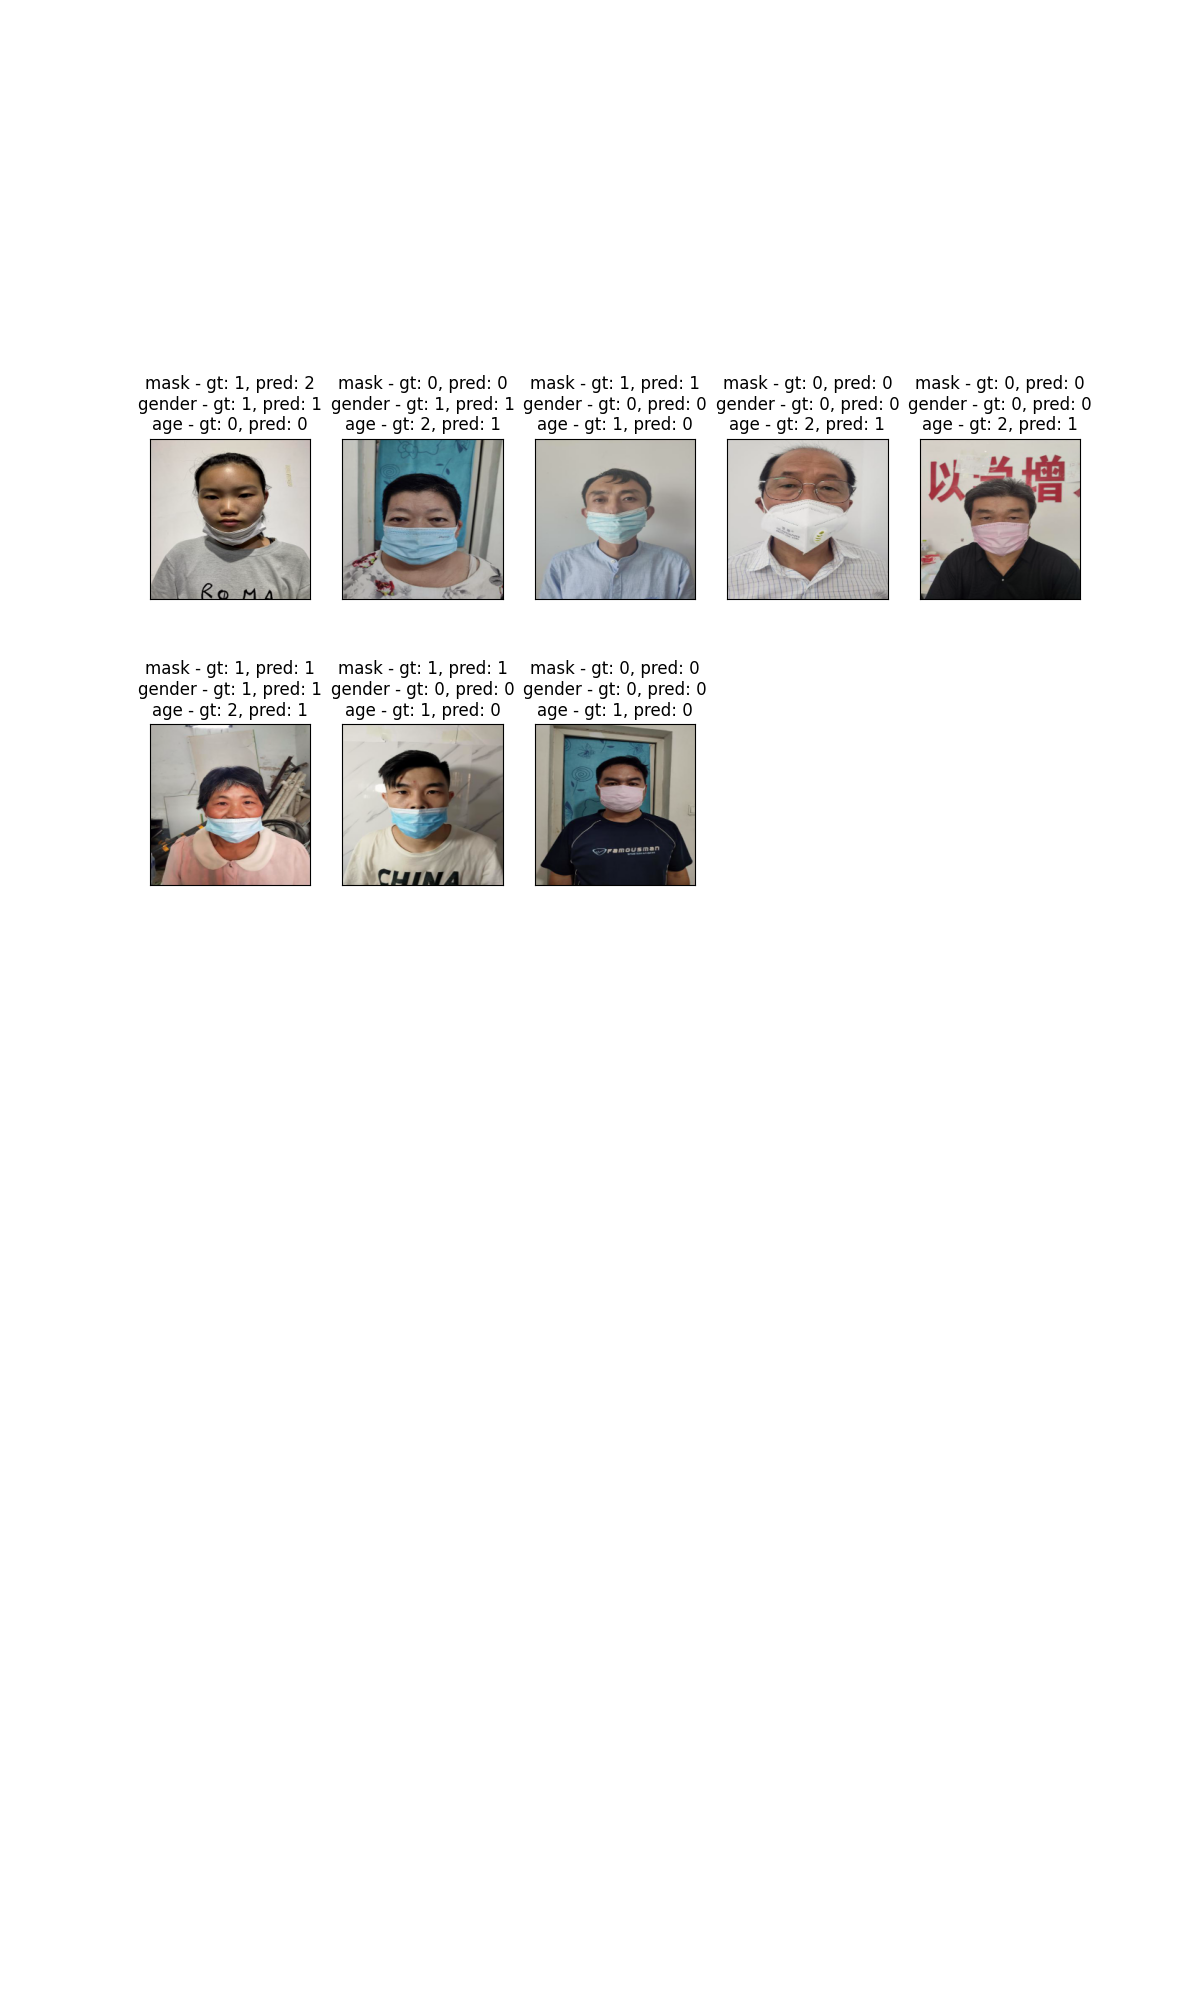 mask - gt: 1, pred: 2
gender - gt: 1, pred: 1
age - gt: 0, pred: 0
mask - gt: 0, pred: 0
gender - gt: 1, pred: 1
age - gt: 2, pred: 1
mask - gt: 1, pred: 1
gender - gt: 0, pred: 0
age - gt: 1, pred: 0
mask - gt: 0, pred: 0
gender - gt: 0, pred: 0
age - gt: 2, pred: 1
mask - gt: 0, pred: 0
gender - gt: 0, pred: 0
age - gt: 2, pred: 1
ROMA
以 增
mask - gt: 1, pred: 1
gender - gt: 1, pred: 1
age - gt: 2, pred: 1
mask - gt: 1, pred: 1
gender - gt: 0, pred: 0
age - gt: 1, pred: 0
mask - gt: 0, pred: 0
gender - gt: 0, pred: 0
age - gt: 1, pred: 0
CHINA
FAMOUSMAN